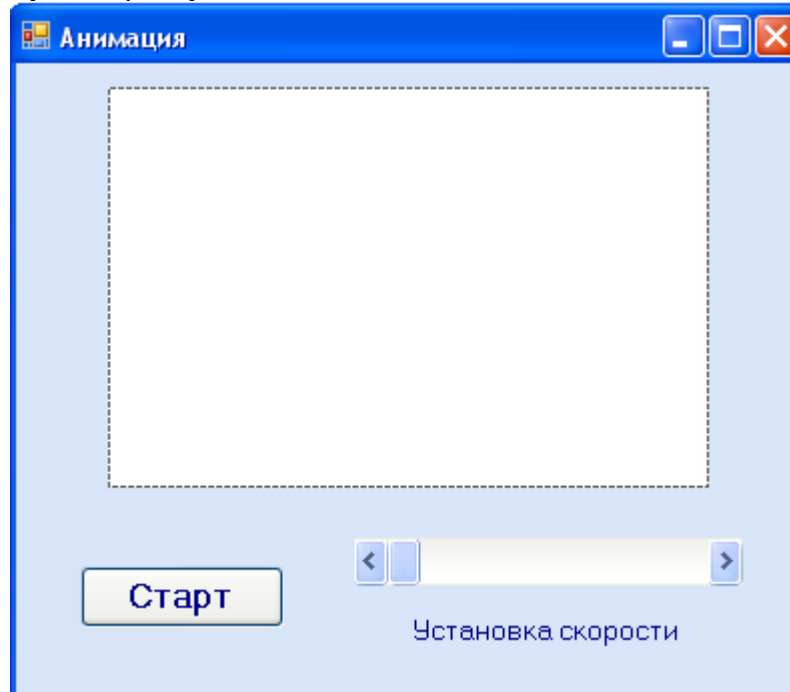 Анимация
Старт
Установка скорости